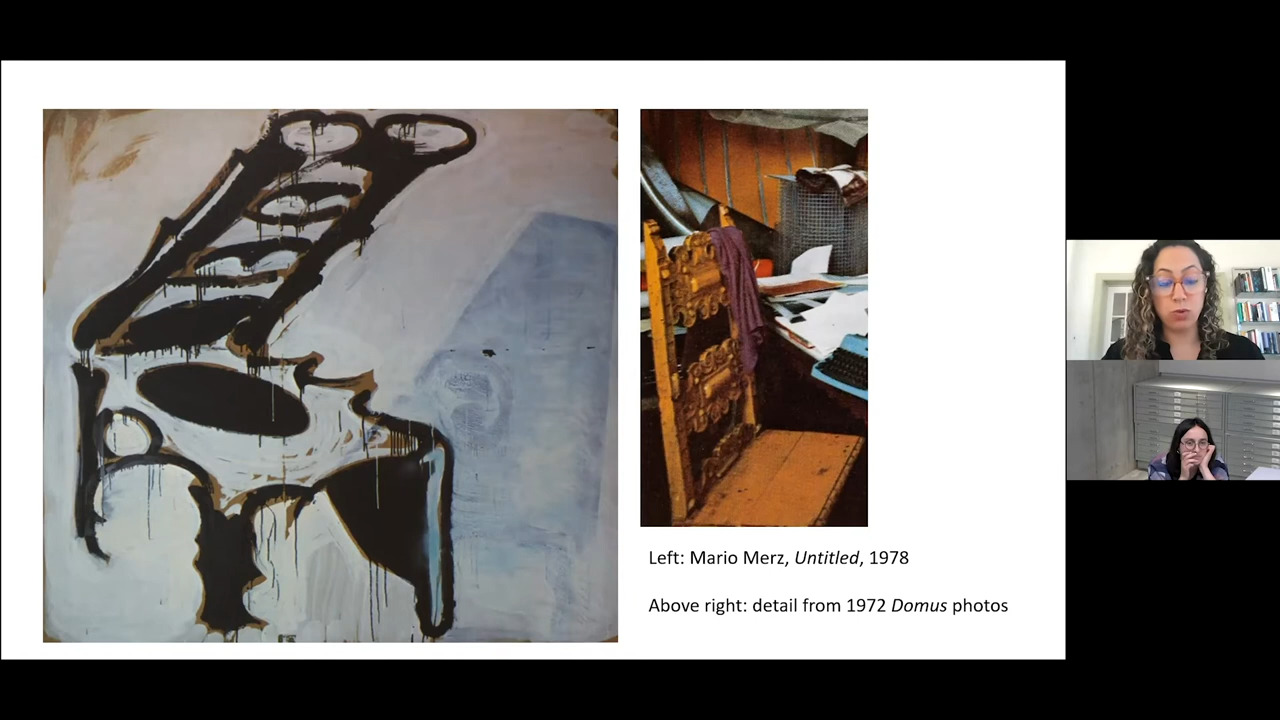 Left: Mario Merz, Untitled, 1978
Above right: detail from 1972 Domus photos